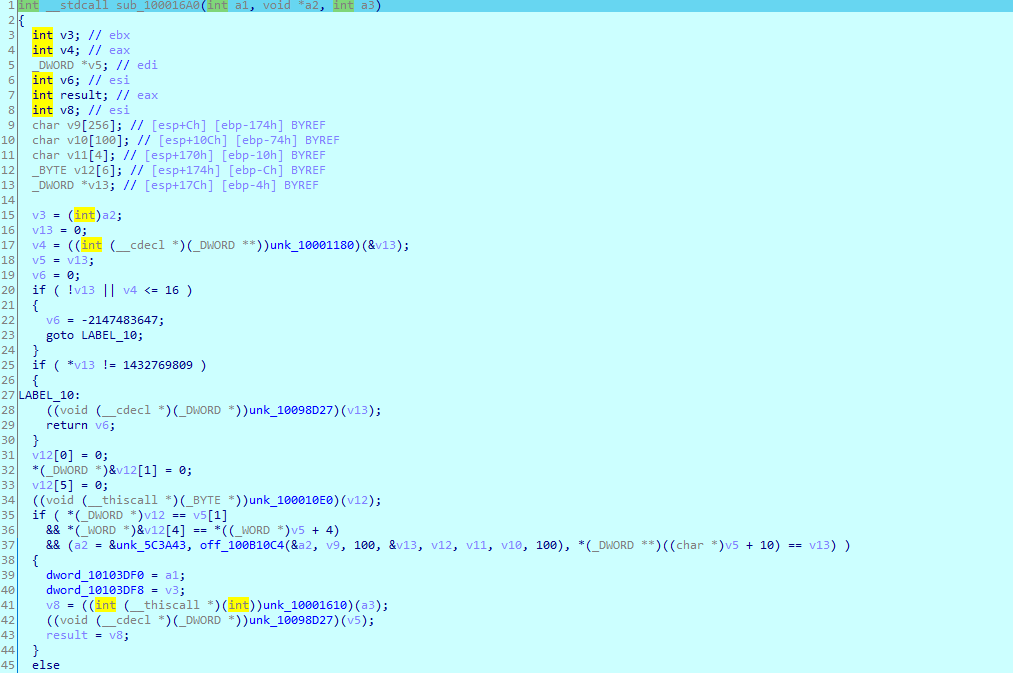 1 int __stdcall sub_100016A0(int a1, void *a2, int a3)
2 {
3 int v3; // ebx
4 int v4; // eax
5 _DWORD *v5; // edi
6 int v6; // esi
7 int result; // eax
8 int v8; // esi
9 char v9[256]; // [esp+Ch] [ebp-174h] BYREF
10 char v10[100]; // [esp+10Ch] [ebp-74h] BYREF
11 char v11[4]; // [esp+170h] [ebp-10h] BYREF
12 _BYTE v12[6]; // [esp+174h] [ebp-Ch] BYREF
13 _DWORD *v13; // [esp+17Ch] [ebp-4h] BYREF
14
15 v3 = (int)a2;
16 v13 = 0;
17 v4 = ((int (__cdecl *)(_DWORD **))unk_10001180)(&v13);
18 v5 = v13;
19 v6 = 0;
20 if ( !v13 || v4 <= 16 )
21 {
22 v6 = -2147483647;
23 goto LABEL_10;
24 }
25 if ( *v13 != 1432769809 )
26 {
27 LABEL_10:
28 ((void (__cdecl *)(_DWORD *))unk_10098D27)(v13);
29 return v6;
30 }
31 v12[0] = 0;
32 *(_DWORD *)&v12[1] = 0;
33 v12[5] = 0;
34 ((void (__thiscall *)(_BYTE *))unk_100010E0)(v12);
35 if ( *(_DWORD *)v12 == v5[1]
36 && *(_WORD *)&v12[4] == *((_WORD *)v5 + 4)
37 && (a2 = &unk_5C3A43, off_100B10C4(&a2, v9, 100, &v13, v12, v11, v10, 100), *(_DWORD **)((char *)v5 + 10) == v13) )
38 {
39 dword_10103DF0 = a1;
40 dword_10103DF8 = v3;
41 v8 = ((int (__thiscall *)(int))unk_10001610)(a3);
42 ((void (__cdecl *)(_DWORD *))unk_10098D27)(v5);
43 result = v8;
44 }
45 else